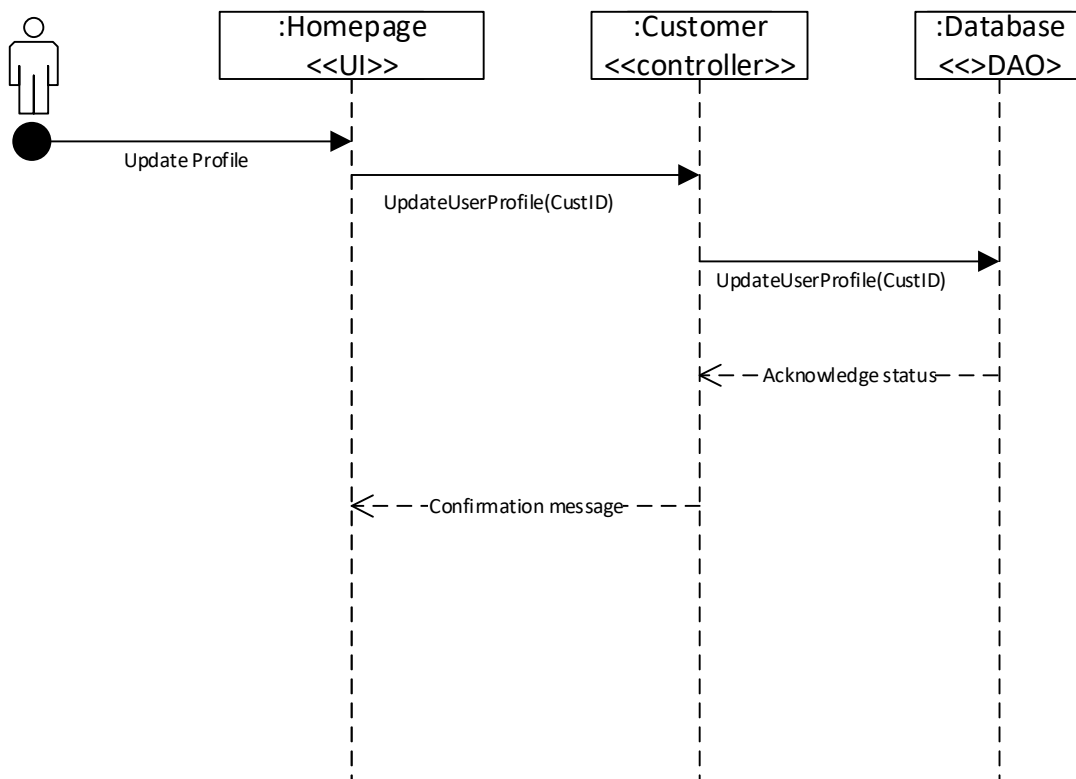 :Homepage
<<UI>>
:Customer
<<controller>>
:Database
<<>DAO>
Update Profile
UpdateUserProfile(CustID)
UpdateUserProfile(CustID)
Acknowledge status
Confirmation message